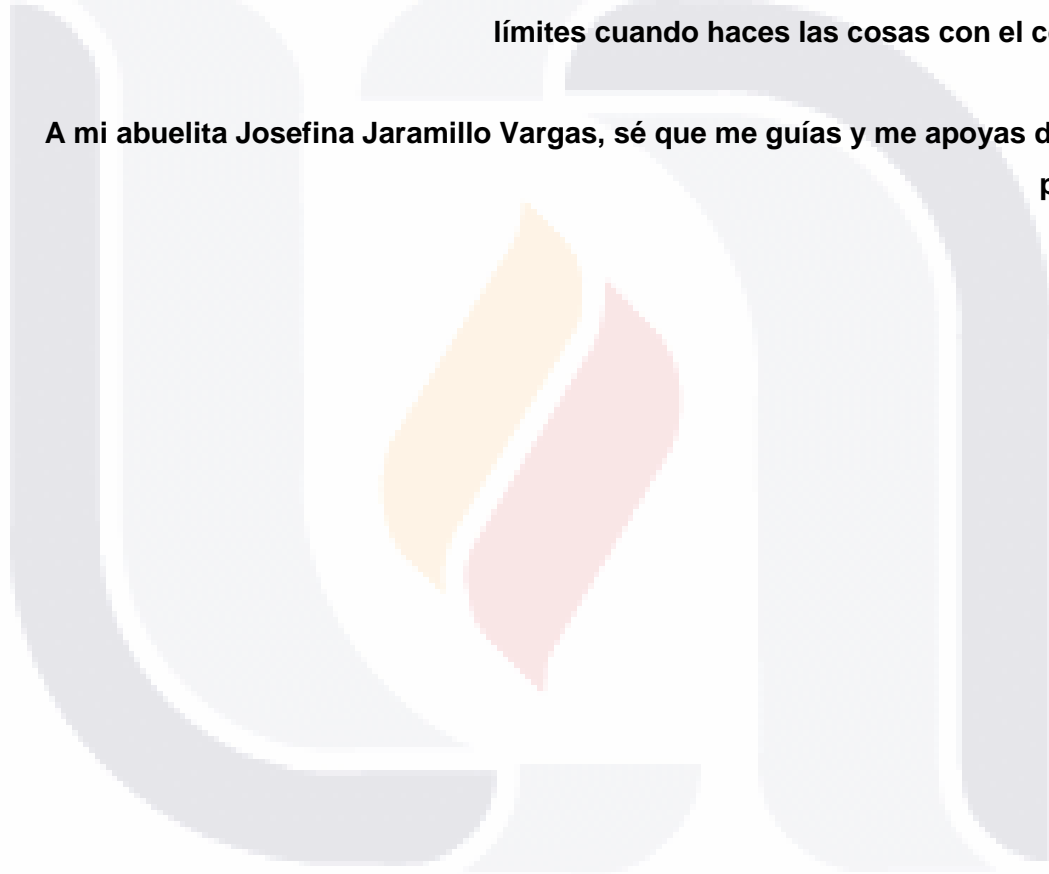 límites cuando haces las cosas con el
A mi abuelita Josefina Jaramillo Vargas, sé que me guías y me apoyas